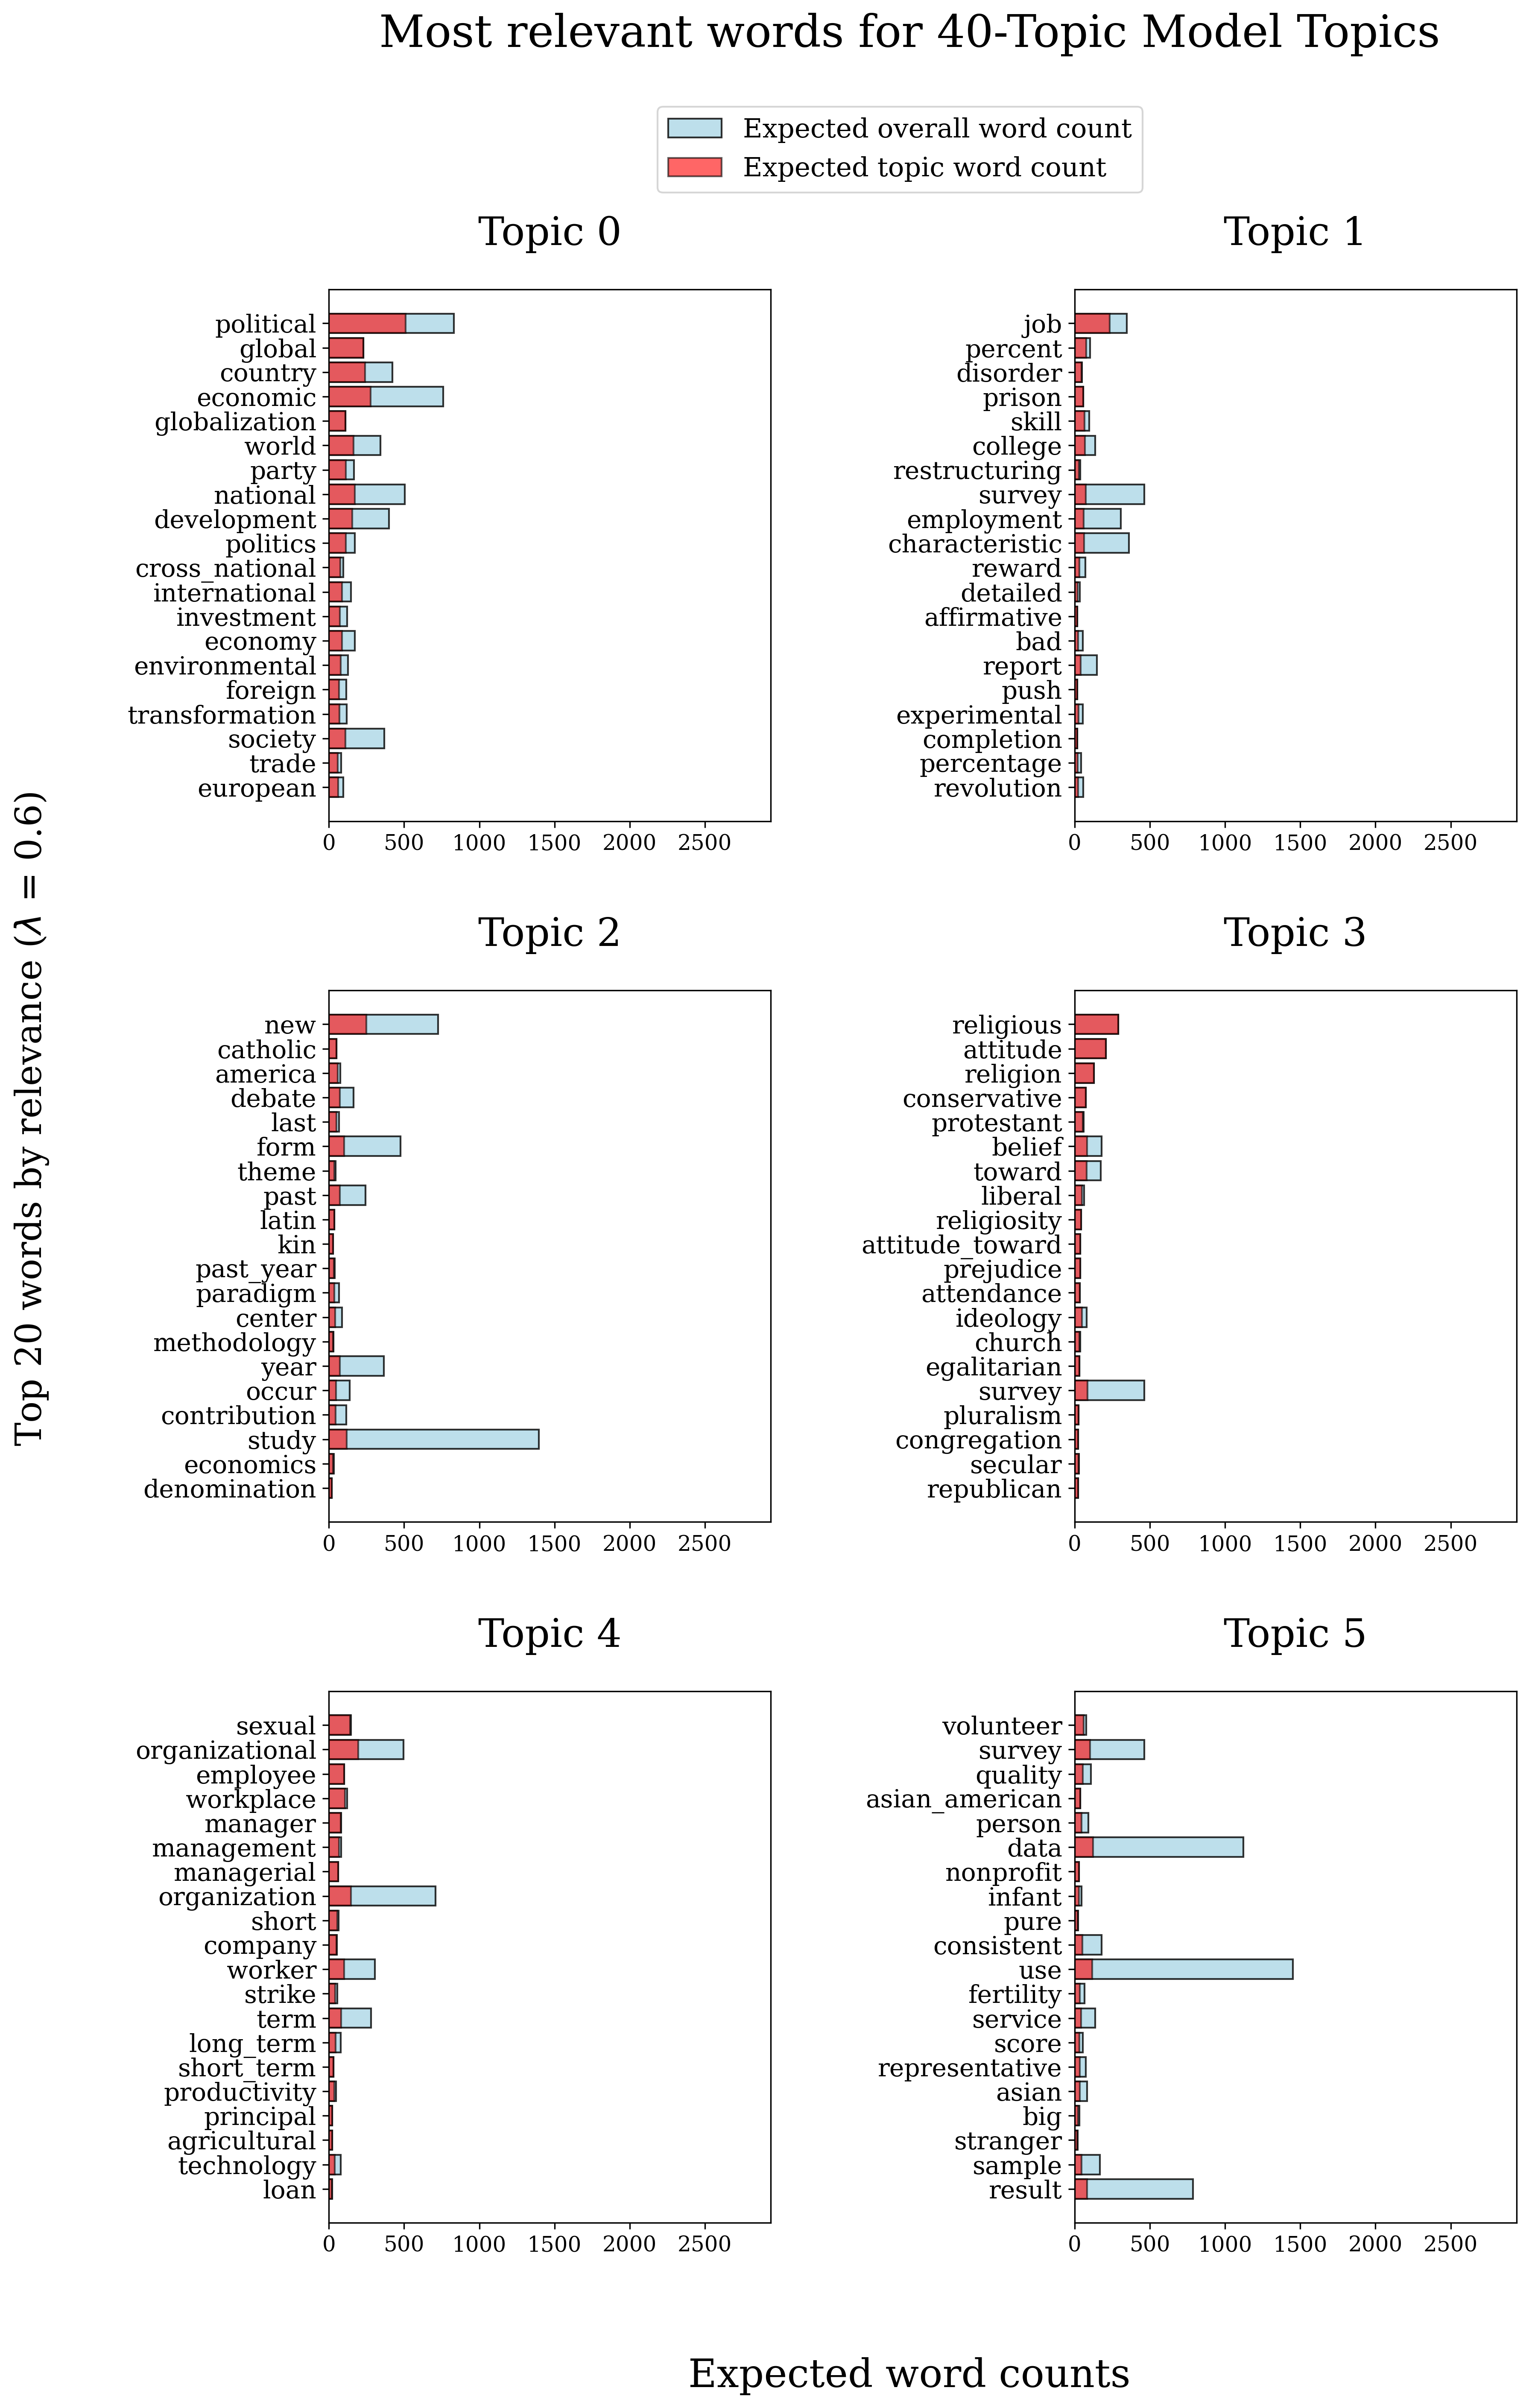 Most relevant words for 40-Topic Model Topics
Expected overall word count
Expected topic word count
Top 20 words by relevance (λ = 0.6)
Topic 0
political
global
country
economic
globalization
world
party
national
development
politics
cross_national
international
investment
economy
environmental
foreign
transformation
society
trade
european
0 500 1000 1500 2000 2500
Topic 1
job
percent
disorder
prison
skill
college
restructuring
survey
employment
characteristic
reward
detailed
affirmative
bad
report
push
experimental
completion
percentage
revolution
0 500 1000 1500 2000 2500
Topic 2
new
catholic
america
debate
last
form
theme
past
latin
kin
past_year
paradigm
center
methodology
year
occur
contribution
study
economics
denomination
0 500 1000 1500 2000 2500
Topic 3
religious
attitude
religion
conservative
protestant
belief
toward
liberal
religiosity
attitude_toward
prejudice
attendance
ideology
church
egalitarian
survey
pluralism
congregation
secular
republican
0 500 1000 1500 2000 2500
Topic 4
sexual
organizational
employee
workplace
manager
management
managerial
organization
short
company
worker
strike
term
long_term
short_term
productivity
principal
agricultural
technology
loan
0 500 1000 1500 2000 2500
Topic 5
volunteer
survey
quality
asian_american
person
data
nonprofit
infant
pure
consistent
use
fertility
service
score
representative
asian
big
stranger
sample
result
0 500 1000 1500 2000 2500
Expected word counts